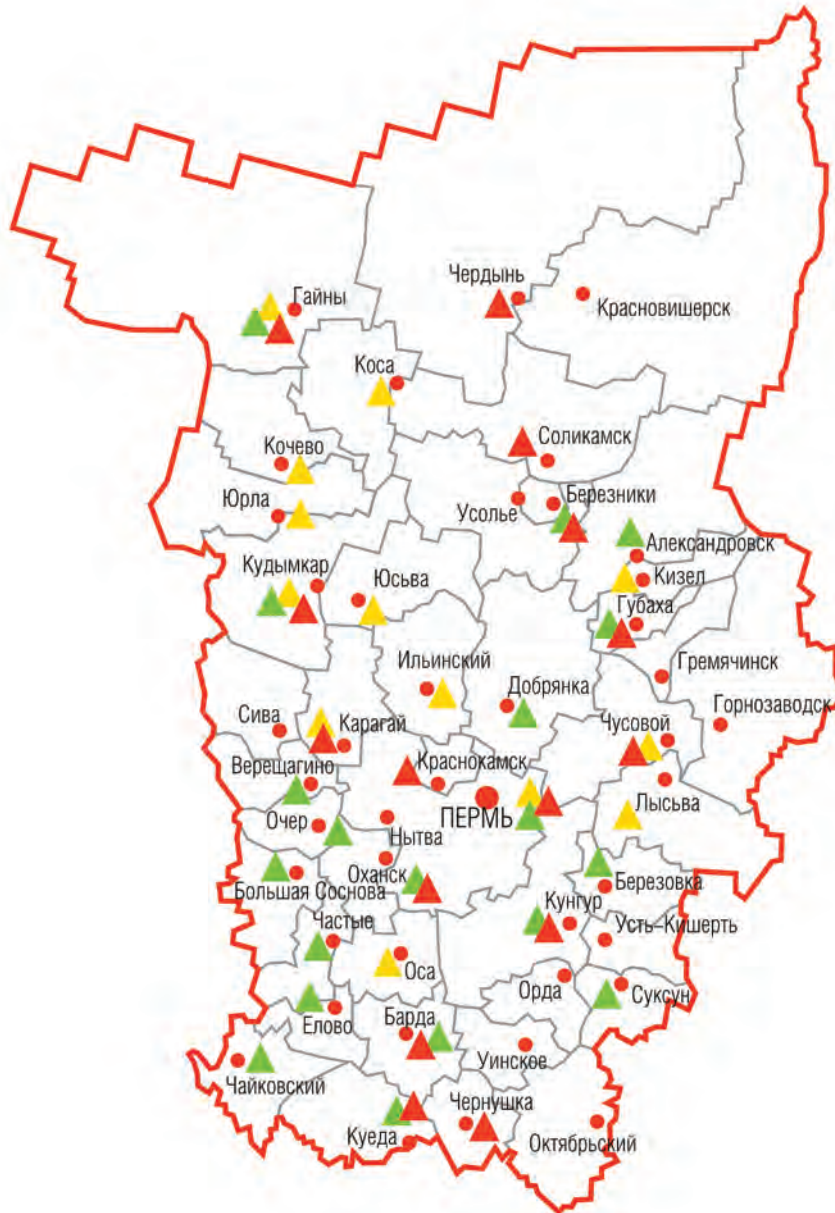 Гайны
Чердынь
Красновишерск
Коса
Соликамск
Кочево
Березники
Усолье
Юрла
Александровск
Кудымкар
Юсьва
Кизел
Губаха
Ильинский
Гремячинск
Добрянка
Горнозаводск
Сива
Карагай
Чусовой
Верещагино
Краснокамск
Лысьва
ПЕРМЬ
Очер
Нытва
Оханск
Большая Соснова
Березовка
Частые
Кунгур
Усть-Кишерть
Оса
Орда
Суксун
Елово
Барда
Уинское
Чайковский
Чернушка
Куеда
Октябрьский